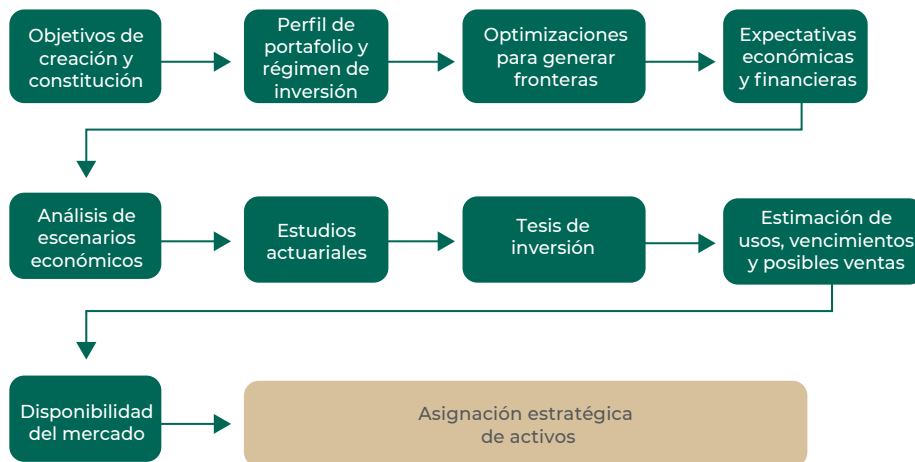 Objetivos de
creación y
constitución
Perfil de
portafolio y
régimen de
inversión
Optimizaciones
para generar
fronteras
Expectativas
económicas
y financieras
Análisis de
escenarios
económicos
Estudios
actuariales
Tesis de
inversión
Estimación de
usos, vencimientos
y posibles ventas
Disponibilidad
del mercado
Asignación estratégica
de activos